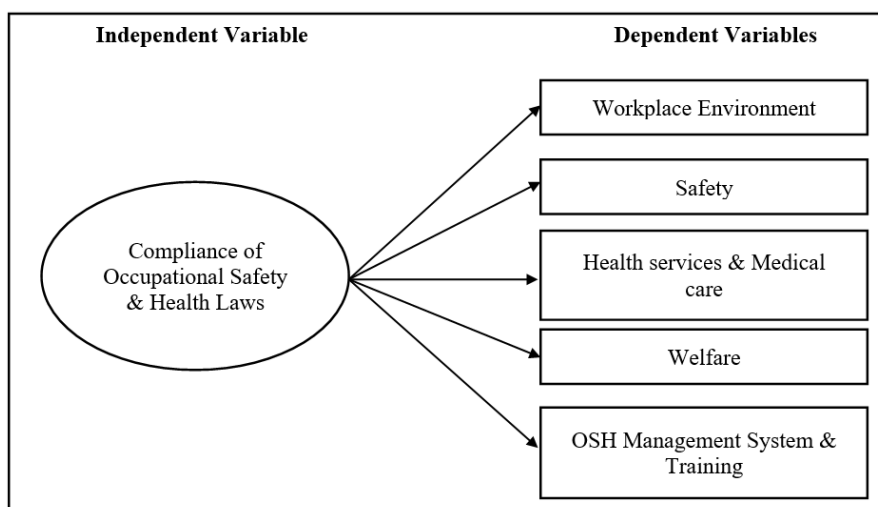 Independent Variable
Dependent Variables
Compliance of
Occupational Safety
& Health Laws
Workplace Environment
Safety
Health services & Medical
care
Welfare
OSH Management System &
Training